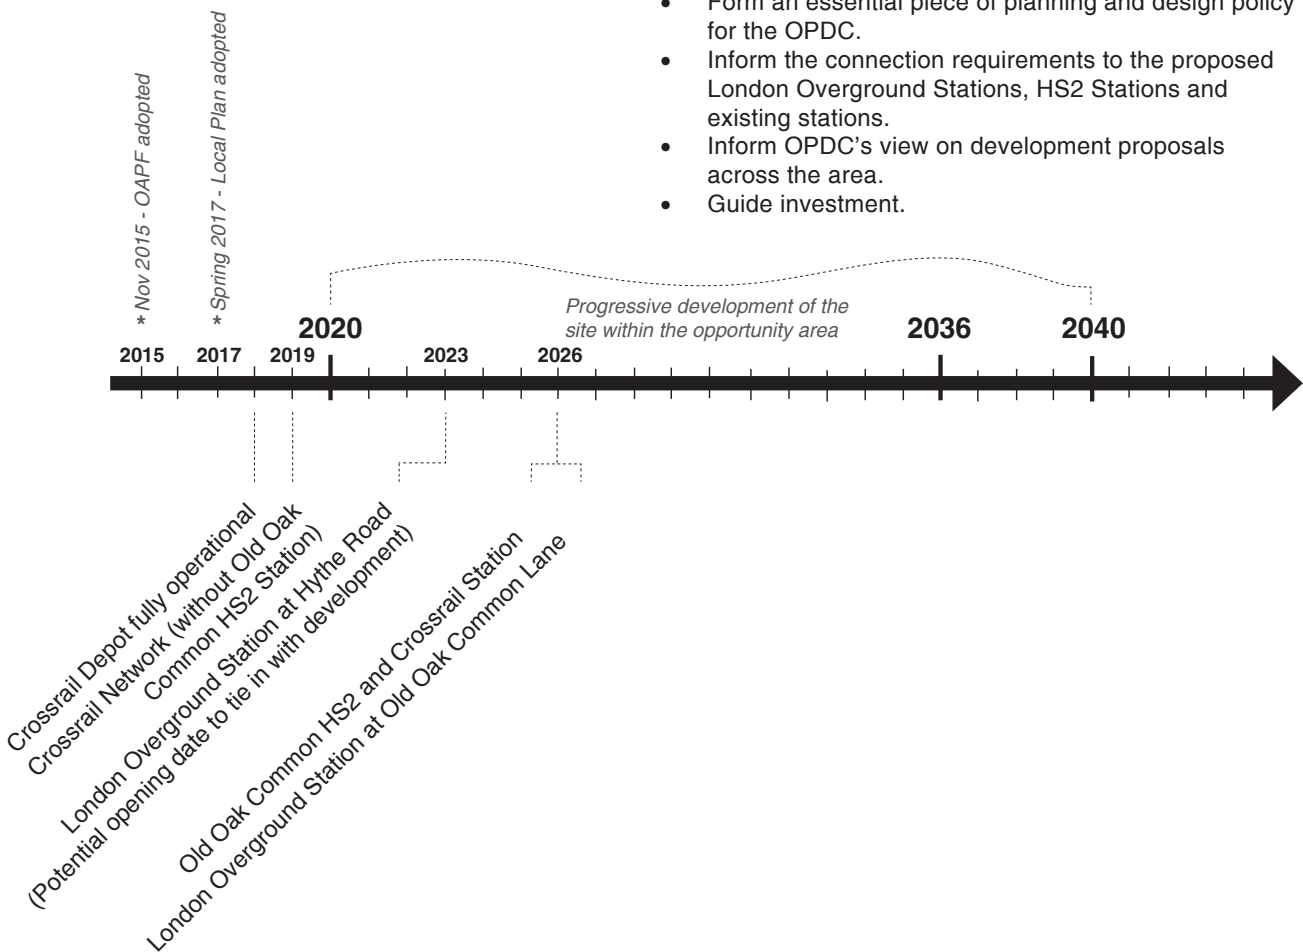 • Form an essential piece of planning and design policy
for the OPDC.
• Inform the connection requirements to the proposed
London Overground Stations, HS2 Stations and
existing stations.
• Inform OPDC’s view on development proposals
across the area.
• Guide investment.
* Nov 2015 - OAPF adopted
* Spring 2017 - Local Plan adopted
Progressive development of the
site within the opportunity area
2020
2036
2040
2015
2017
2019
2023
2026
Crossrail Depot fully operational
Crossrail Network (without Old Oak
Common HS2 Station)
London Overground Station at Hythe Road
(Potential opening date to tie in with development)
Old Oak Common HS2 and Crossrail Station
London Overground Station at Old Oak Common Lane